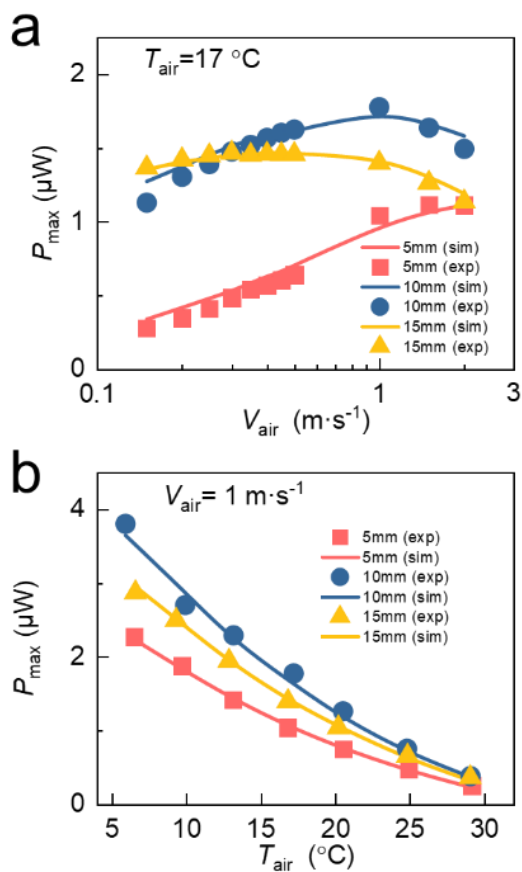 a
T_air=17 °C
2
1
0
P_max (μW)
5mm (sim)
5mm (exp)
10mm (sim)
10mm (exp)
15mm (sim)
15mm (exp)
0.1
1
3
V_air (m·s⁻¹)
b
V_air= 1 m·s⁻¹
4
2
0
P_max (μW)
5mm (exp)
5mm (sim)
10mm (exp)
10mm (sim)
15mm (exp)
15mm (sim)
5 10 15 20 25 30
T_air (°C)